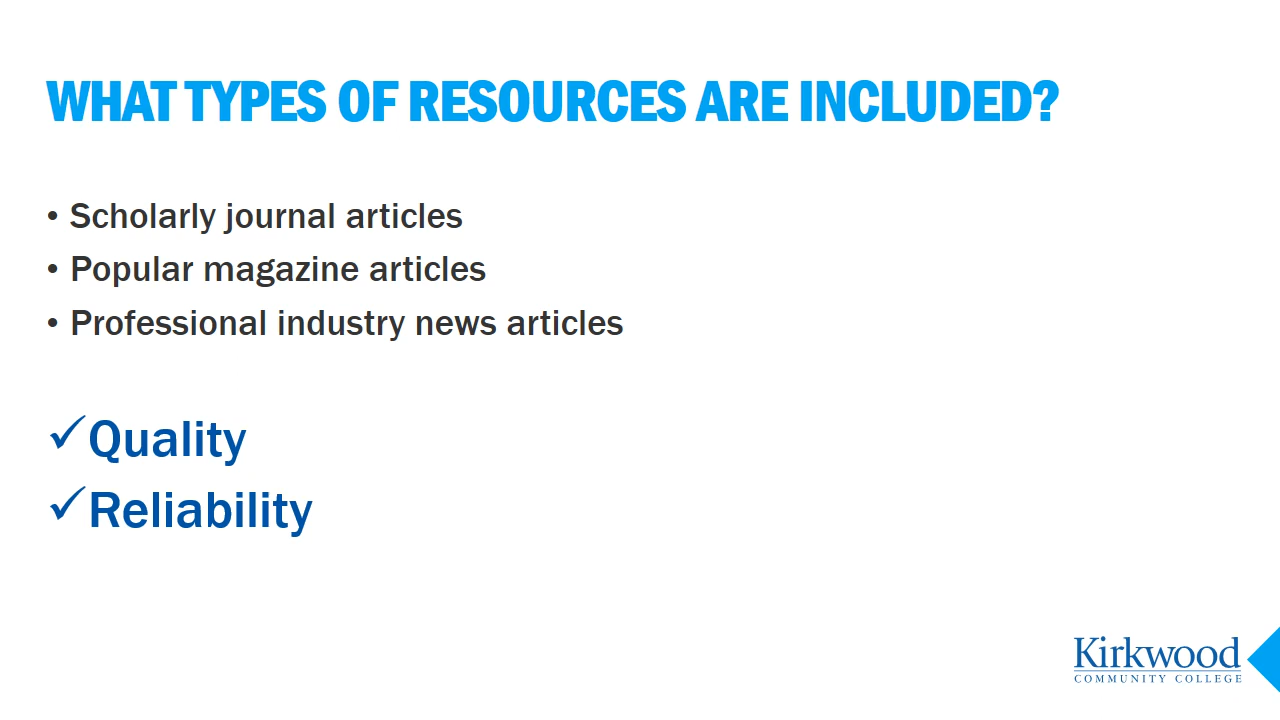 WHAT TYPES OF RESOURCES ARE INCLUDED?
• Scholarly journal articles
• Popular magazine articles
• Professional industry news articles
✓Quality
✓Reliability
Kirkwood
COMMUNITY COLLEGE